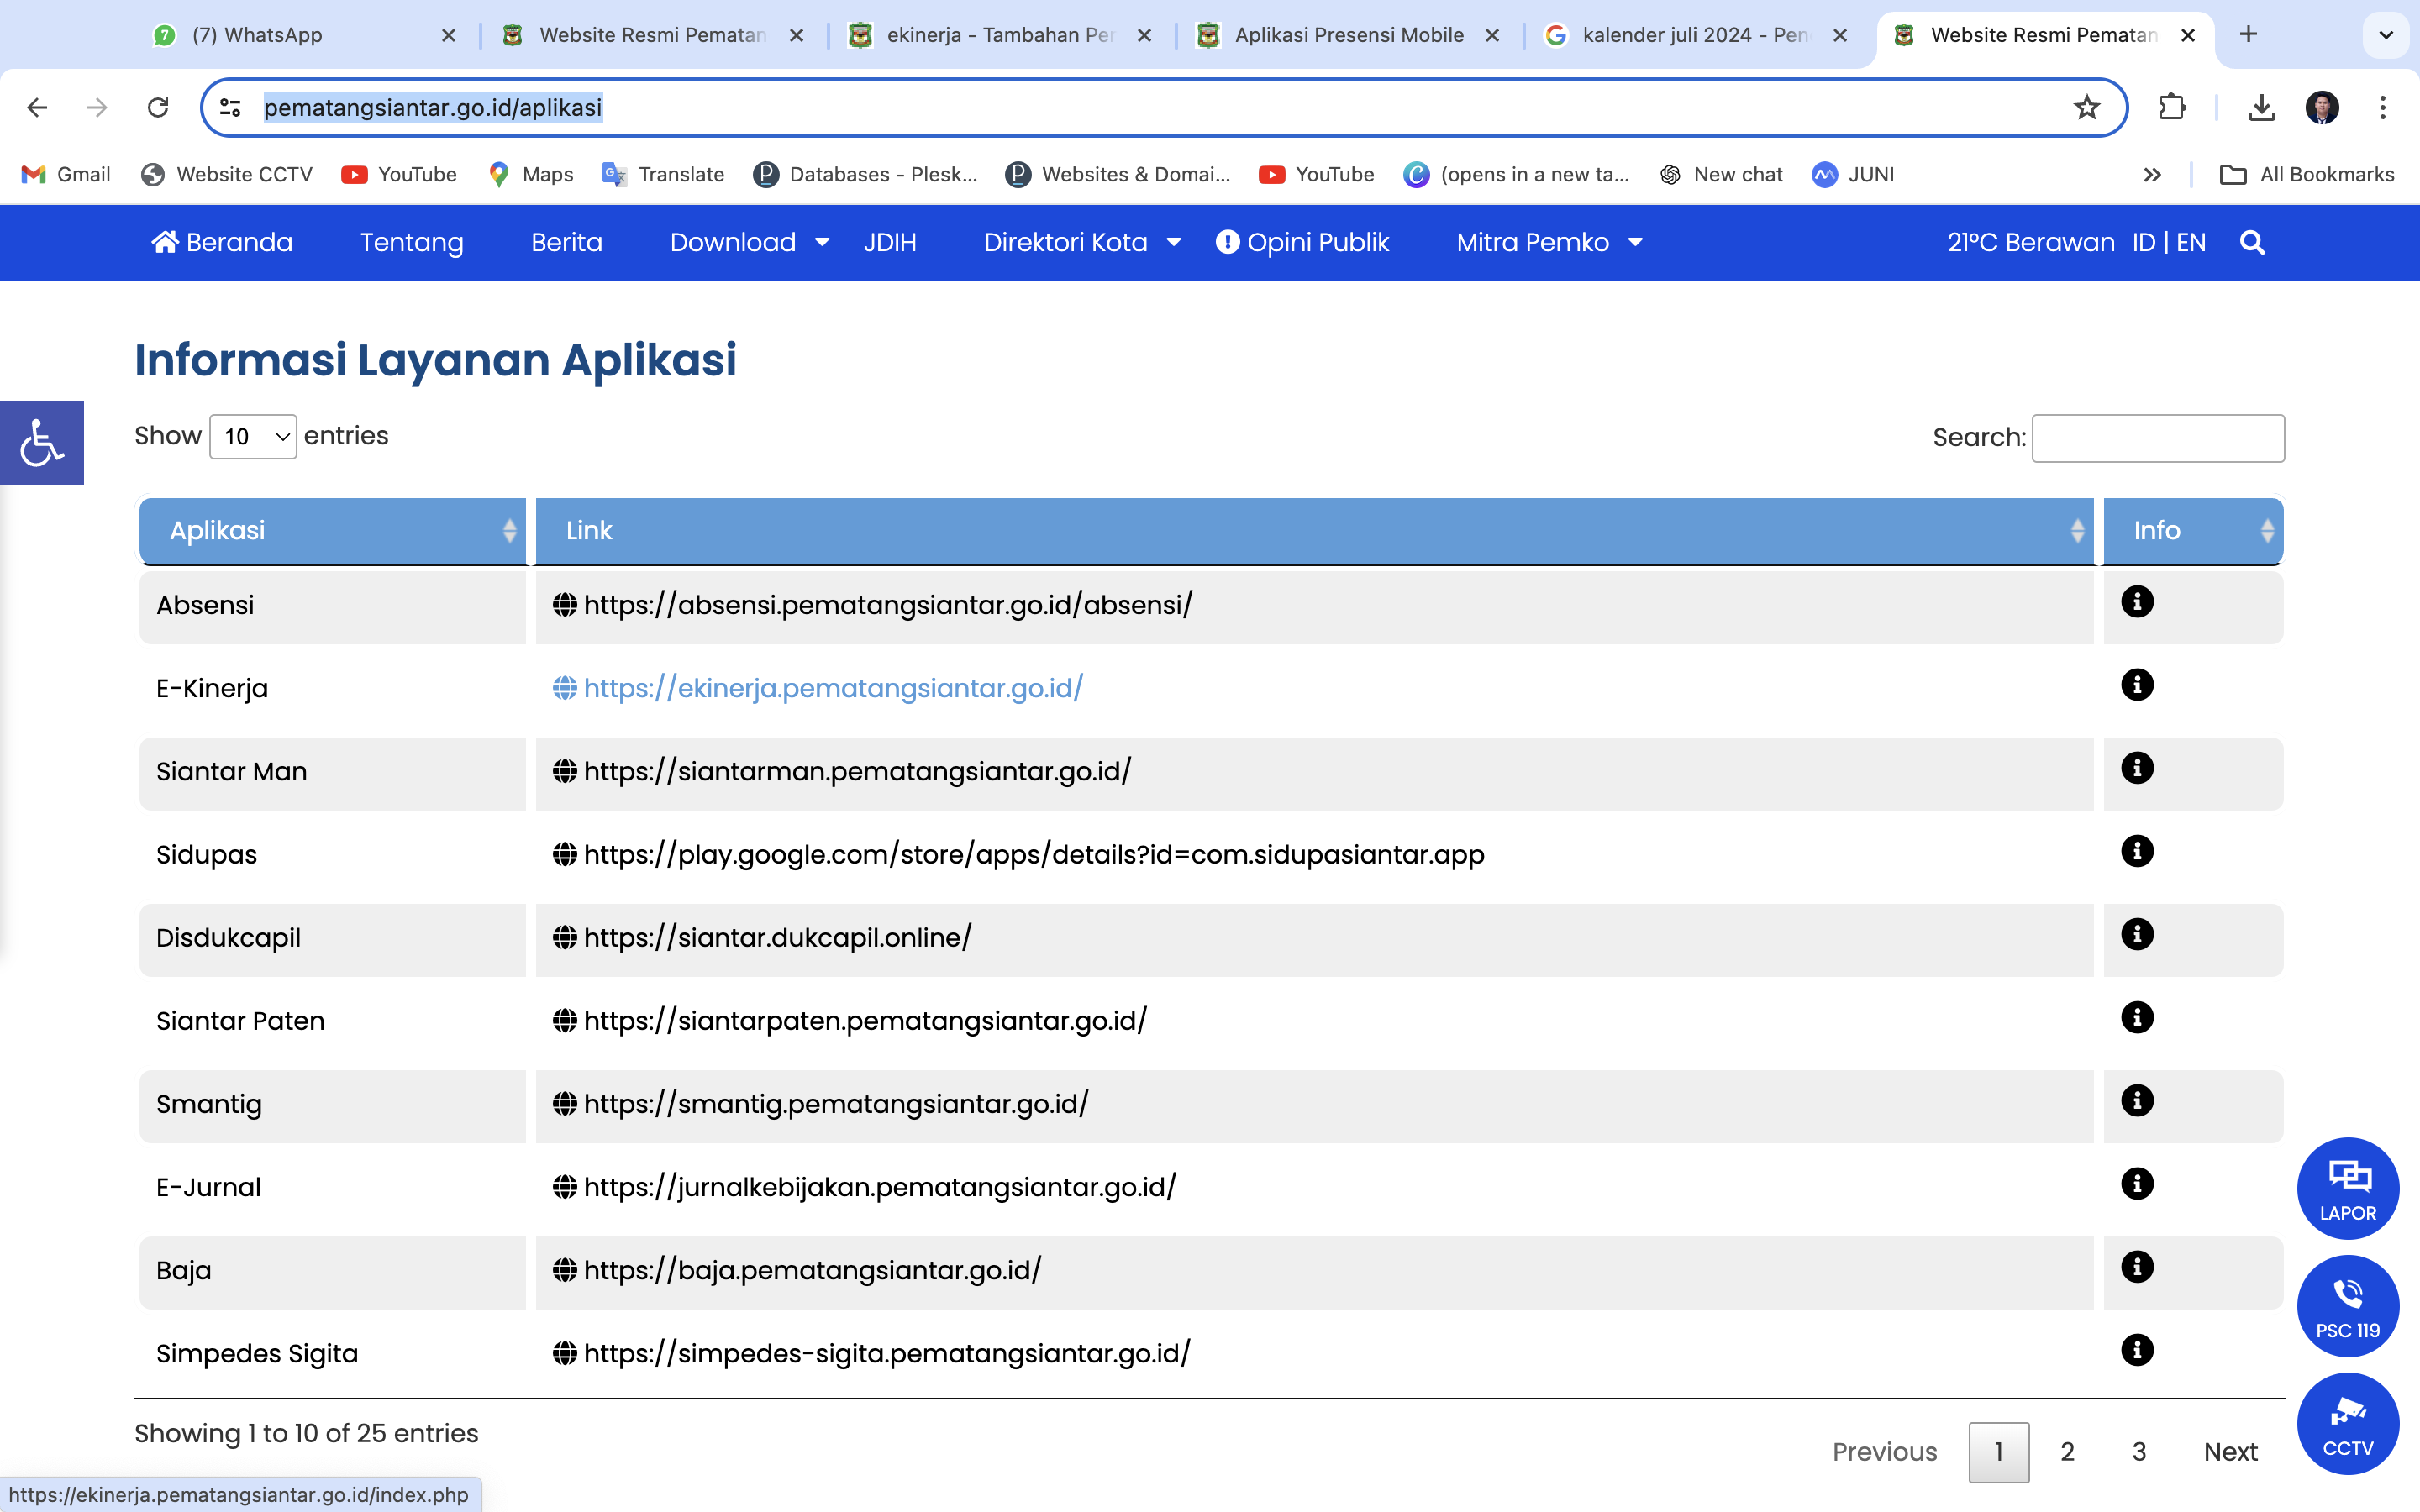 7 (7) WhatsApp
Website Resmi Pematan
ekinerja - Tambahan Per
Aplikasi Presensi Mobile
kalender juli 2024 - Pen
Website Resmi Pematan
pematangsiantar.go.id/aplikasi
Gmail Website CCTV YouTube Maps Translate Databases - Plesk... Websites & Domai... YouTube (opens in a new ta... New chat JUNI All Bookmarks
Beranda Tentang Berita Download JDIH Direktori Kota Opini Publik Mitra Pemko 21°C Berawan ID | EN
Informasi Layanan Aplikasi
Show 10 entries Search:
Aplikasi Link Info
Absensi https://absensi.pematangsiantar.go.id/absensi/
E-Kinerja https://ekinerja.pematangsiantar.go.id/
Siantar Man https://siantarman.pematangsiantar.go.id/
Sidupas https://play.google.com/store/apps/details?id=com.sidupasiantar.app
Disdukcapil https://siantar.dukcapil.online/
Siantar Paten https://siantarpaten.pematangsiantar.go.id/
Smantig https://smantig.pematangsiantar.go.id/
E-Jurnal https://jurnalkebijakan.pematangsiantar.go.id/
Baja https://baja.pematangsiantar.go.id/
Simpedes Sigita https://simpedes-sigita.pematangsiantar.go.id/
LAPOR
PSC 119
CCTV
Showing 1 to 10 of 25 entries
Previous 1 2 3 Next
https://ekinerja.pematangsiantar.go.id/index.php